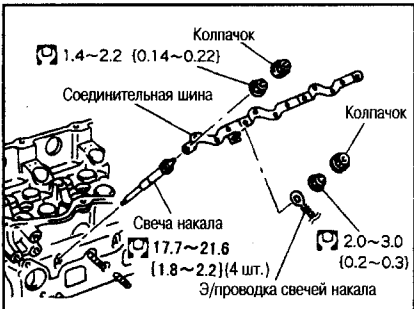 Колпачок
1.4~2.2 {0.14~0.22}
Соединительная шина
Колпачок
Свеча накала
17.7~21.6
{1.8~2.2}(4 шт.)
2.0~3.0
{0.2~0.3}
Э/проводка свечей накала